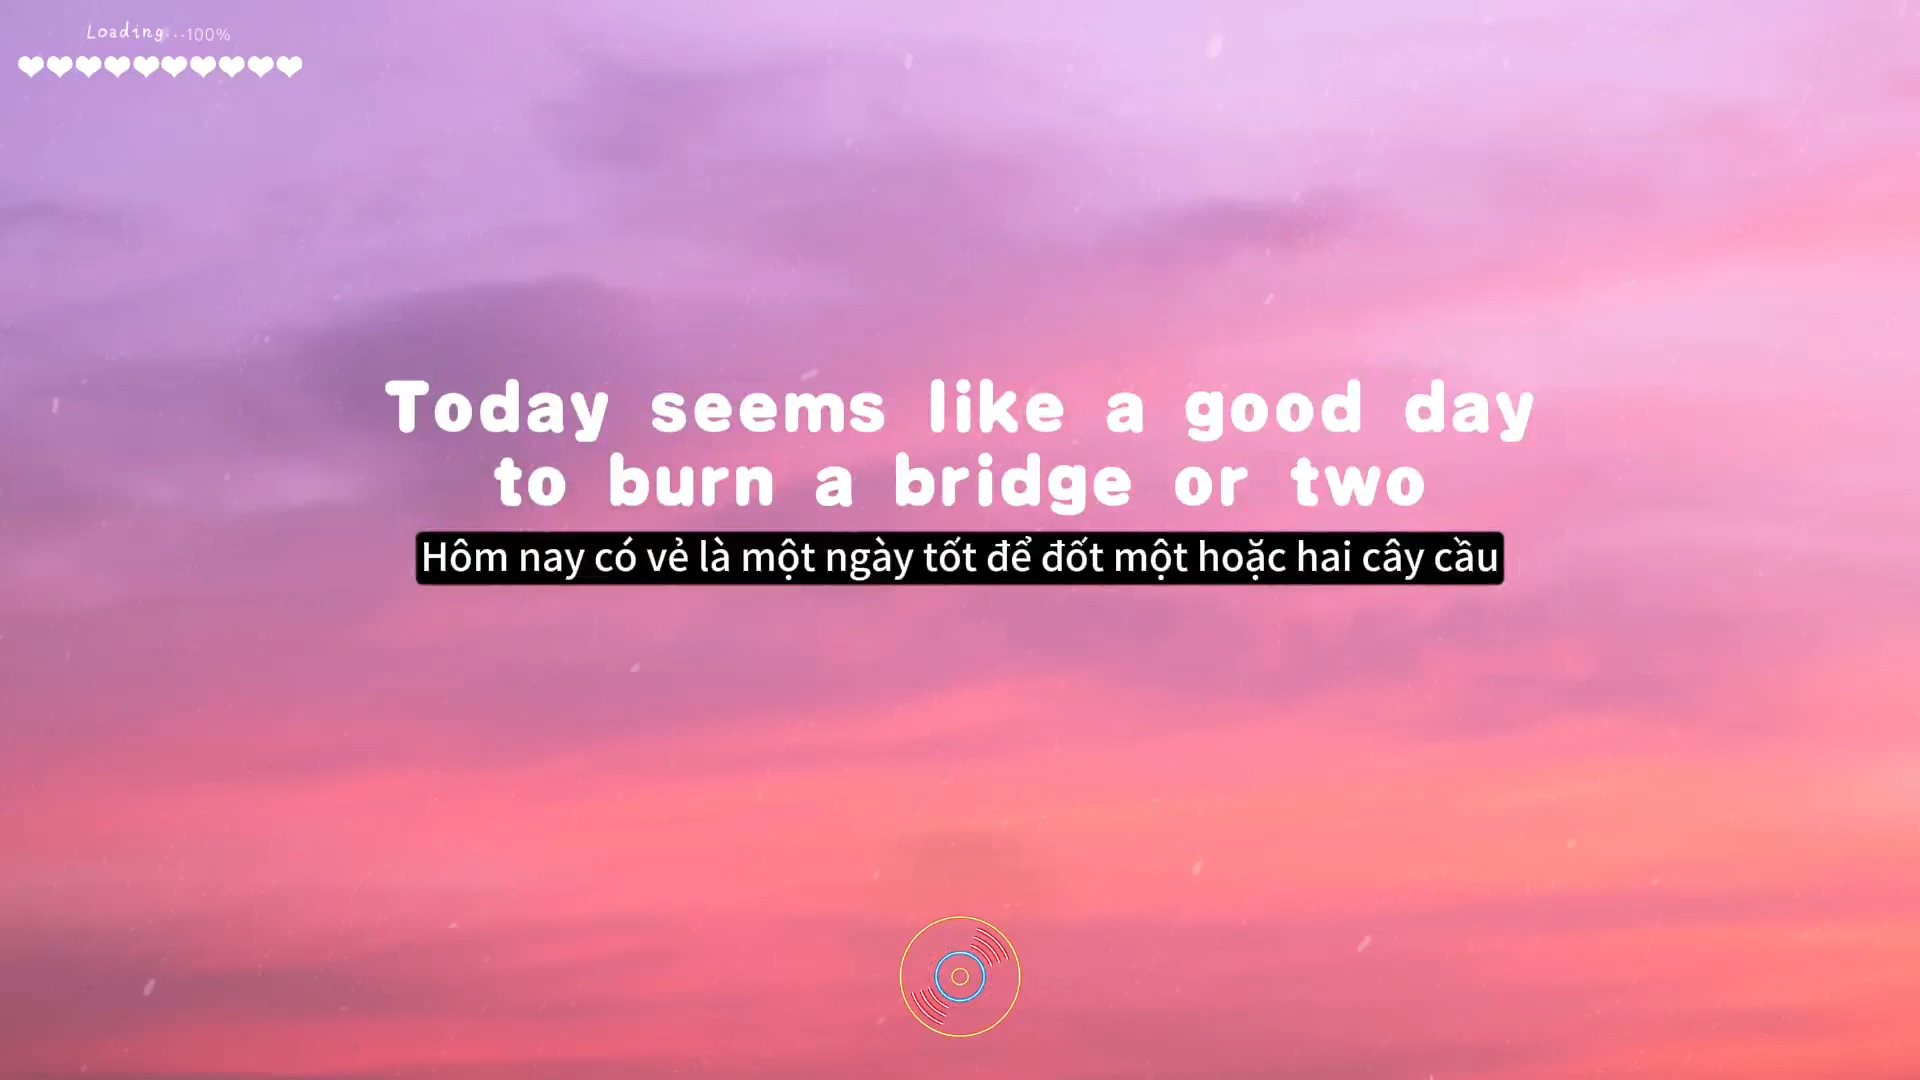 Loading...100%
Today seems like a good day
to burn a bridge or two
Hôm nay có vẻ là một ngày tốt để đốt một hoặc hai cây cầu